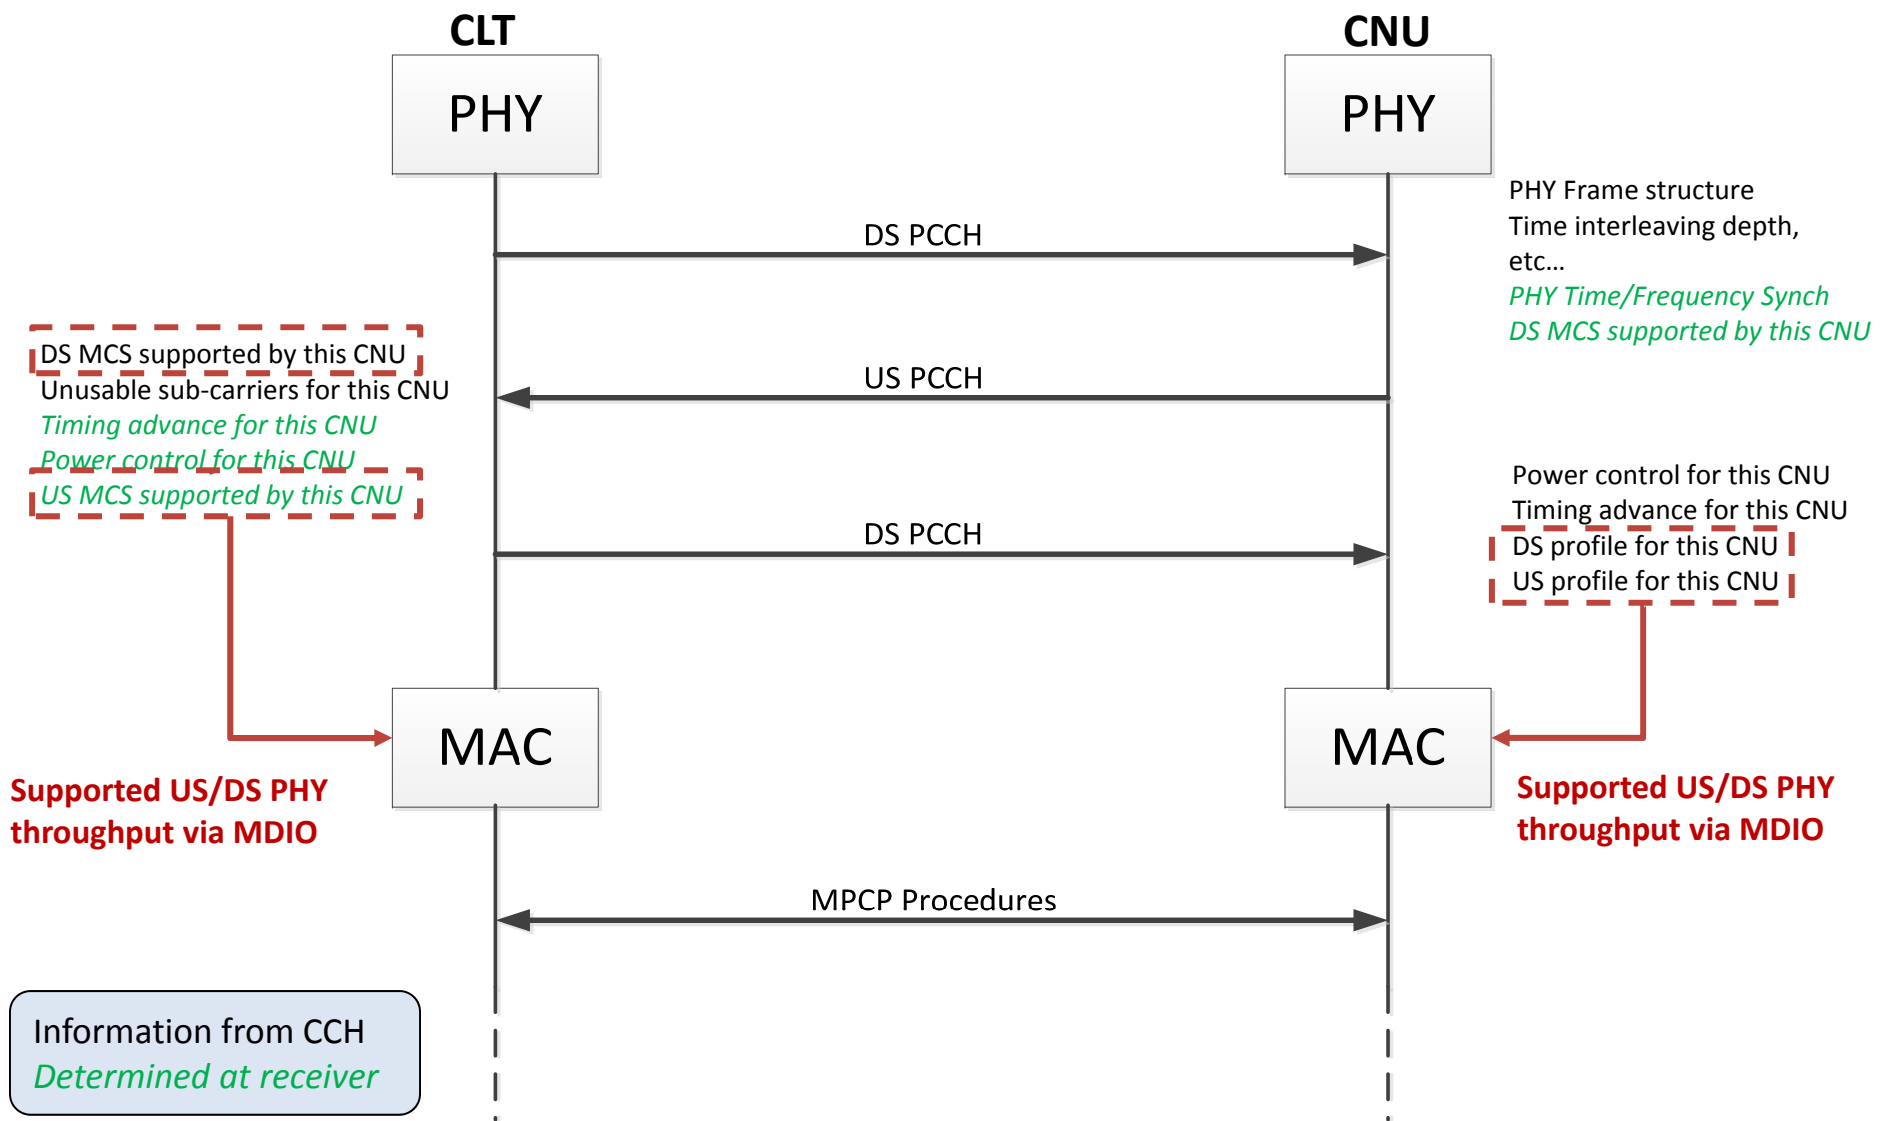 CLT
CNU
PHY
PHY
PHY Frame structure
Time interleaving depth,
etc...
PHY Time/Frequency Synch
DS MCS supported by this CNU
DS PCCH
DS MCS supported by this CNU
Unusable sub-carriers for this CNU
Timing advance for this CNU
Power control for this CNU
US MCS supported by this CNU
US PCCH
DS PCCH
Power control for this CNU
Timing advance for this CNU
DS profile for this CNU
US profile for this CNU
MAC
MAC
Supported US/DS PHY
throughput via MDIO
Supported US/DS PHY
throughput via MDIO
MPCP Procedures
Information from CCH
Determined at receiver